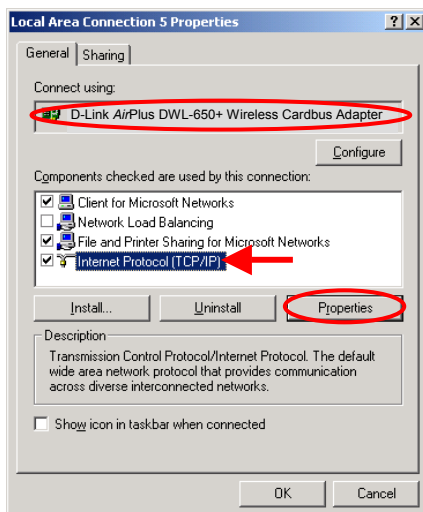 Local Area Connection 5 Properties
General
Sharing
Connect using:
D-Link AirPlus DWL-650+ Wireless Cardbus Adapter
Configure
Components checked are used by this connection:
Client for Microsoft Networks
Network Load Balancing
File and Printer Sharing for Microsoft Networks
Internet Protocol (TCP/IP)
Install...
Uninstall
Properties
Description
Transmission Control Protocol/Internet Protocol. The default
wide area network protocol that provides communication
across diverse interconnected networks.
Show icon in taskbar when connected
OK
Cancel